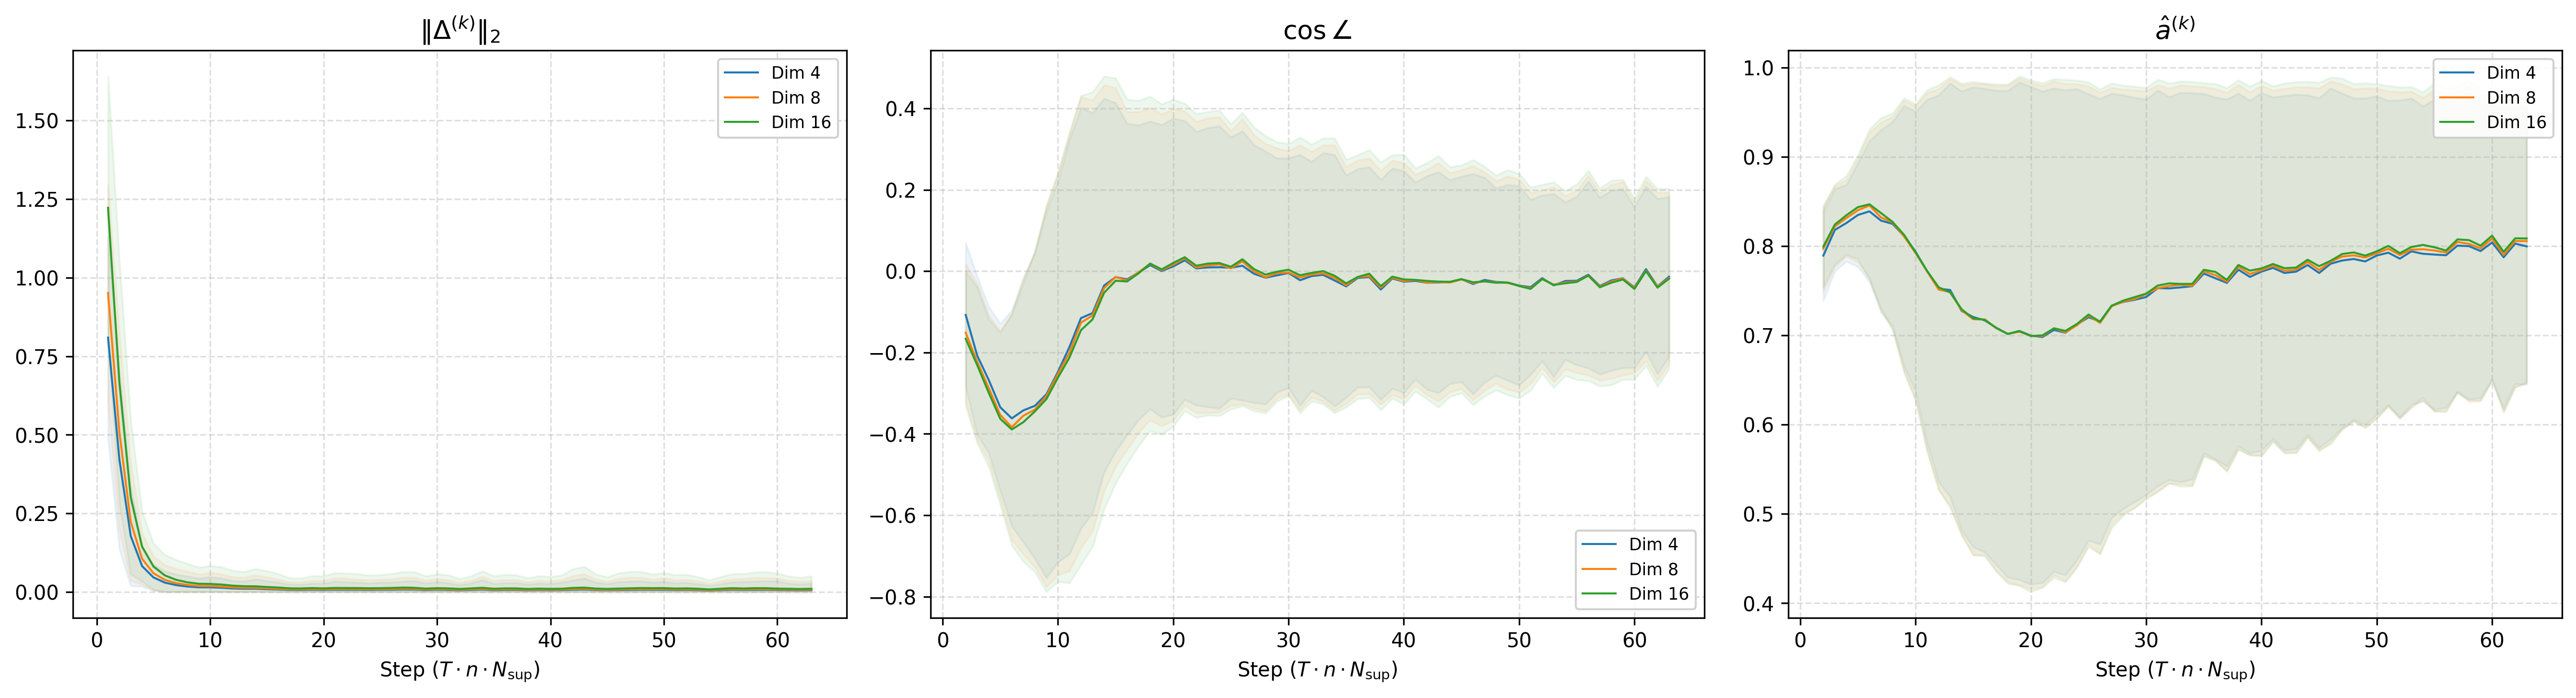 ‖Δ^(k)‖₂
1.50
1.25
1.00
0.75
0.50
0.25
0.00
0 10 20 30 40 50 60
Step (T · n · N_sup)
Dim 4
Dim 8
Dim 16
cos ∠
0.4
0.2
0.0
−0.2
−0.4
−0.6
−0.8
0 10 20 30 40 50 60
Step (T · n · N_sup)
Dim 4
Dim 8
Dim 16
â^(k)
1.0
0.9
0.8
0.7
0.6
0.5
0.4
0 10 20 30 40 50 60
Step (T · n · N_sup)
Dim 4
Dim 8
Dim 16